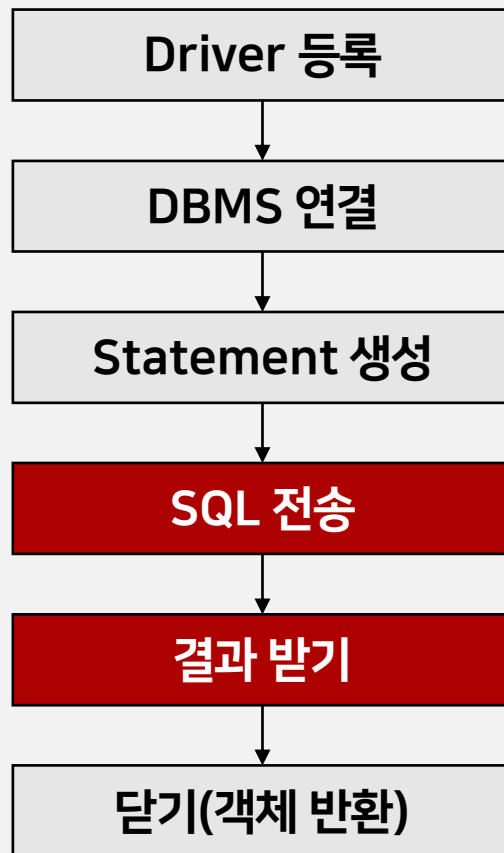 Driver 등록
DBMS 연결
Statement 생성
SQL 전송
결과 받기
닫기(객체 반환)